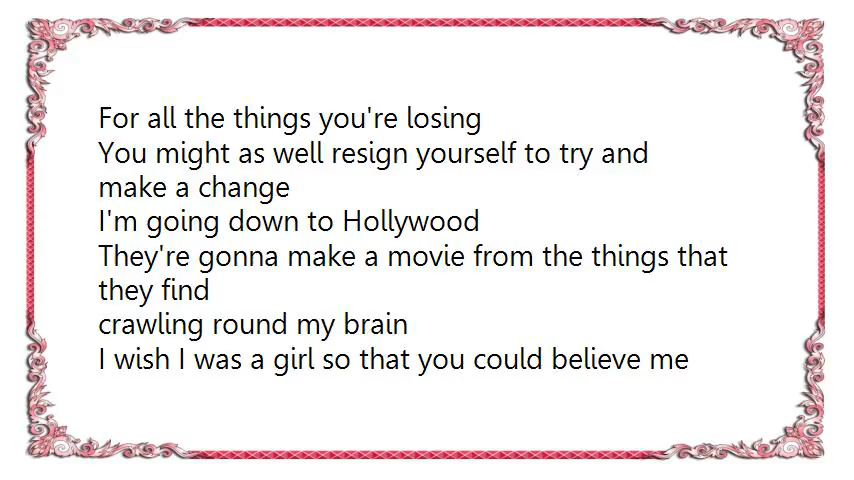 For all the things you're losing
You might as well resign yourself to try and
make a change
I'm going down to Hollywood
They're gonna make a movie from the things that
they find
crawling round my brain
I wish I was a girl so that you could believe me